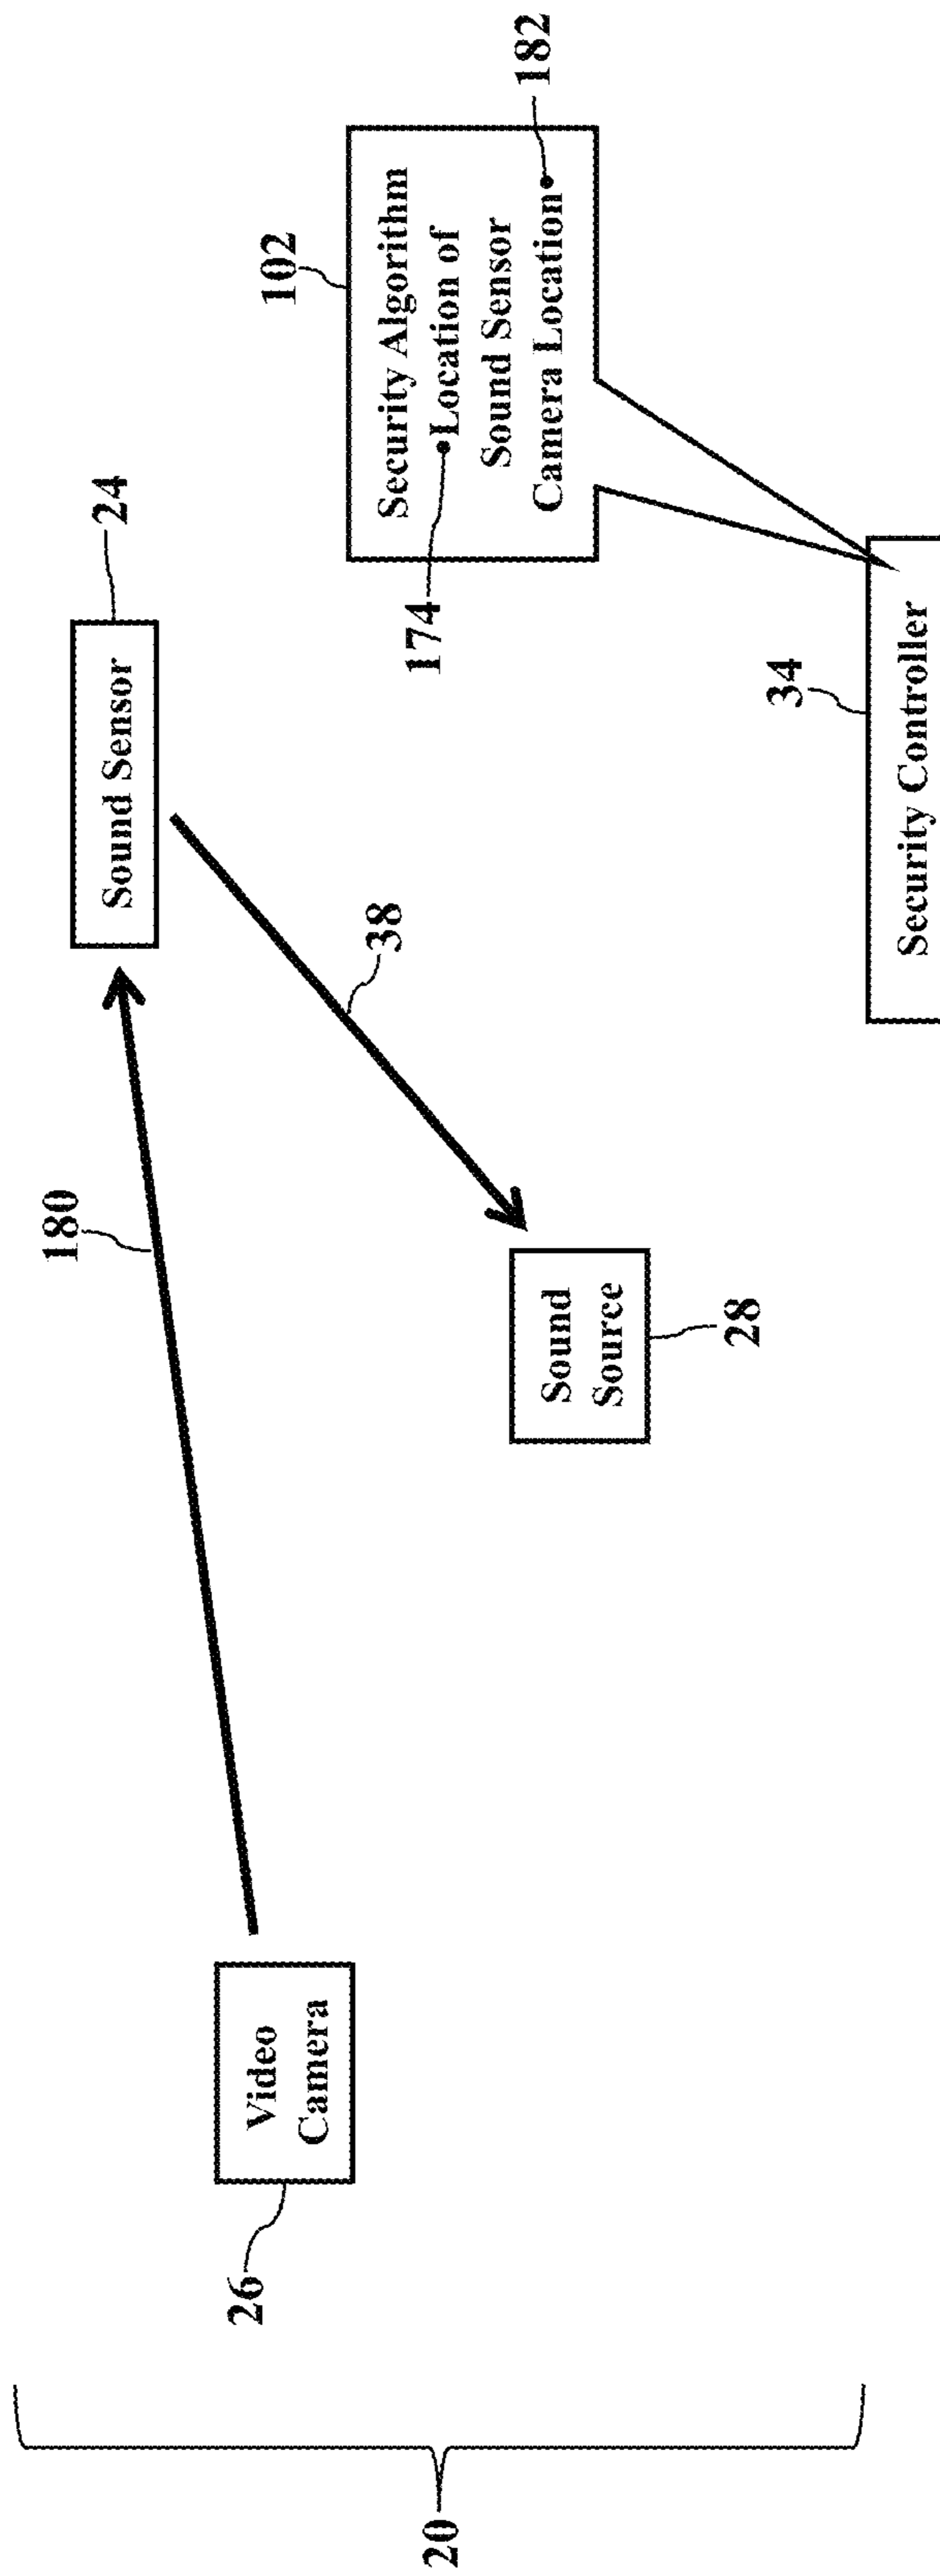 20
26
Video
Camera
180
Sound
Source
28
38
Sound Sensor
24
34
Security Controller
102
Security Algorithm
Location of
Sound Sensor
Camera Location
174
182